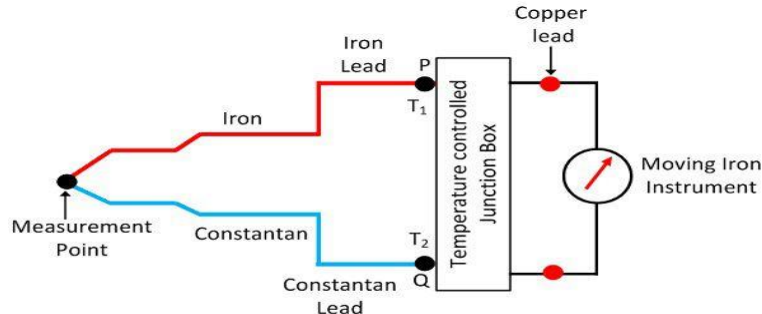 Copper
lead
Iron
Lead
P
T1
Iron
Temperature controlled
Junction Box
Moving Iron
Instrument
Measurement
Point
Constantan
T2
Q
Constantan
Lead